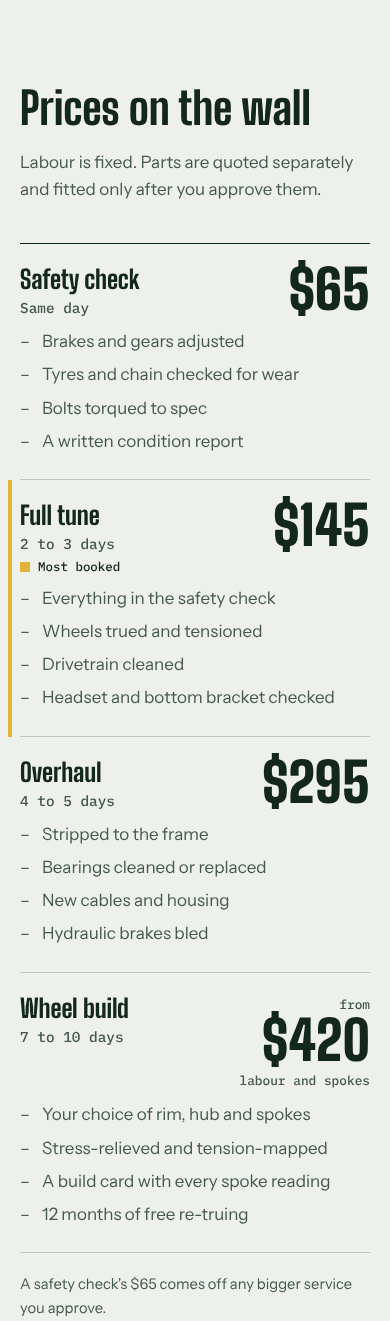 Prices on the wall
Labour is fixed. Parts are quoted separately
and fitted only after you approve them.
Safety check
$65
Same day
– Brakes and gears adjusted
– Tyres and chain checked for wear
– Bolts torqued to spec
– A written condition report
Full tune
$145
2 to 3 days
Most booked
– Everything in the safety check
– Wheels trued and tensioned
– Drivetrain cleaned
– Headset and bottom bracket checked
Overhaul
$295
4 to 5 days
– Stripped to the frame
– Bearings cleaned or replaced
– New cables and housing
– Hydraulic brakes bled
Wheel build
from
$420
7 to 10 days
labour and spokes
– Your choice of rim, hub and spokes
– Stress-relieved and tension-mapped
– A build card with every spoke reading
– 12 months of free re-truing
A safety check's $65 comes off any bigger service
you approve.